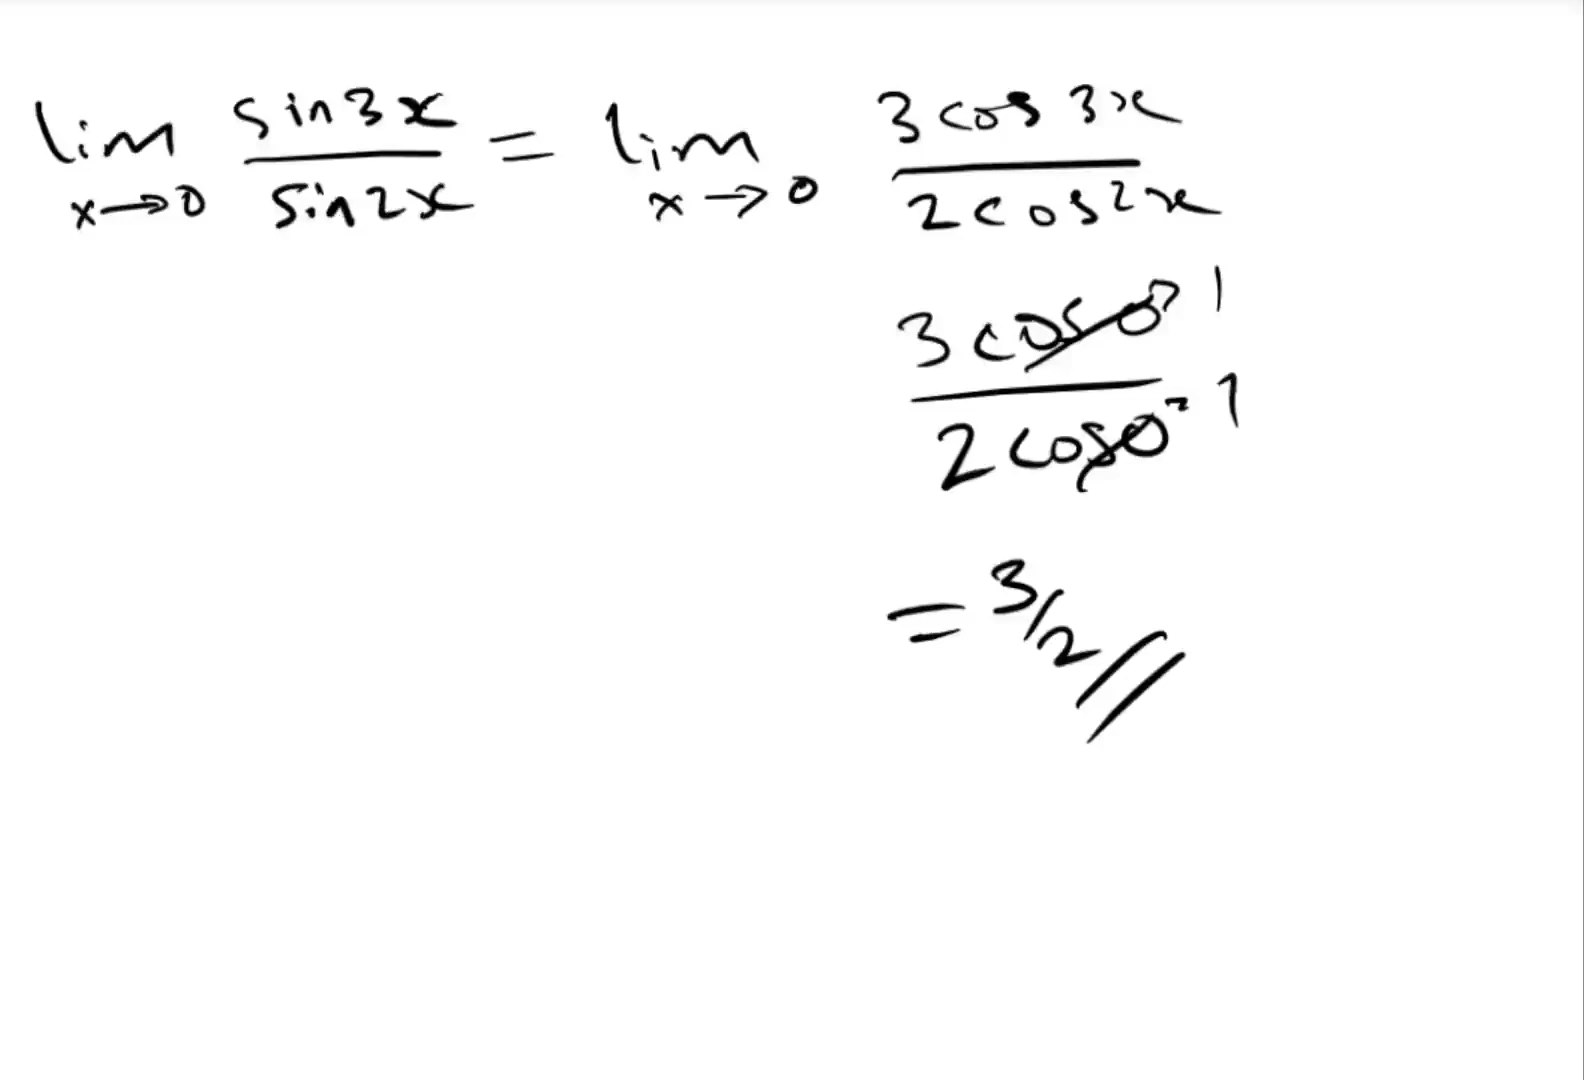 lim x→0 sin3x / sin2x = lim x→0 3cos3x / 2cos2x
3cos0 1 / 2cos0 1
= 3/2